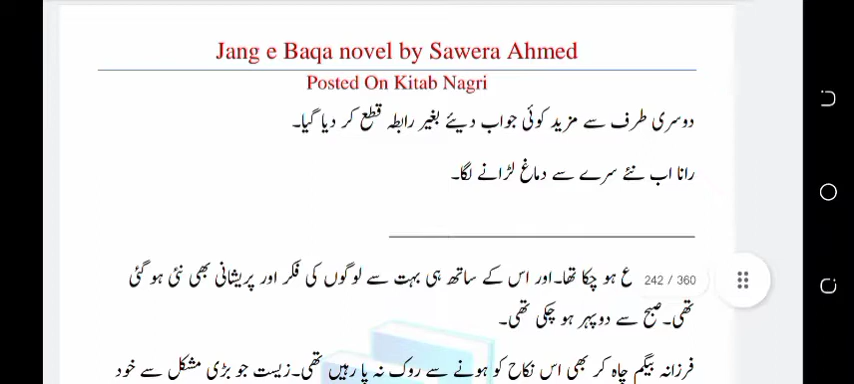 Jang e Baqa novel by Sawera Ahmed
Posted On Kitab Nagri
دوسری طرف سے مزید کوئی جواب دیئے بغیر رابطہ قطع کر دیا گیا۔
رانا اب نئے سرے سے دماغ لڑانے لگا۔
242 / 360
ع ہو چکا تھا۔اور اس کے ساتھ ہی بہت سے لوگوں کی فکر اور پریشانی بھی نئی ہو گئی
تھی۔صبح سے دوپہر ہو چکی تھی۔
فرزانہ بیگم چاہ کر بھی اس نکاح کو ہونے سے روک نہ پا رہیں تھی۔زیست جو بڑی مشکل سے خود